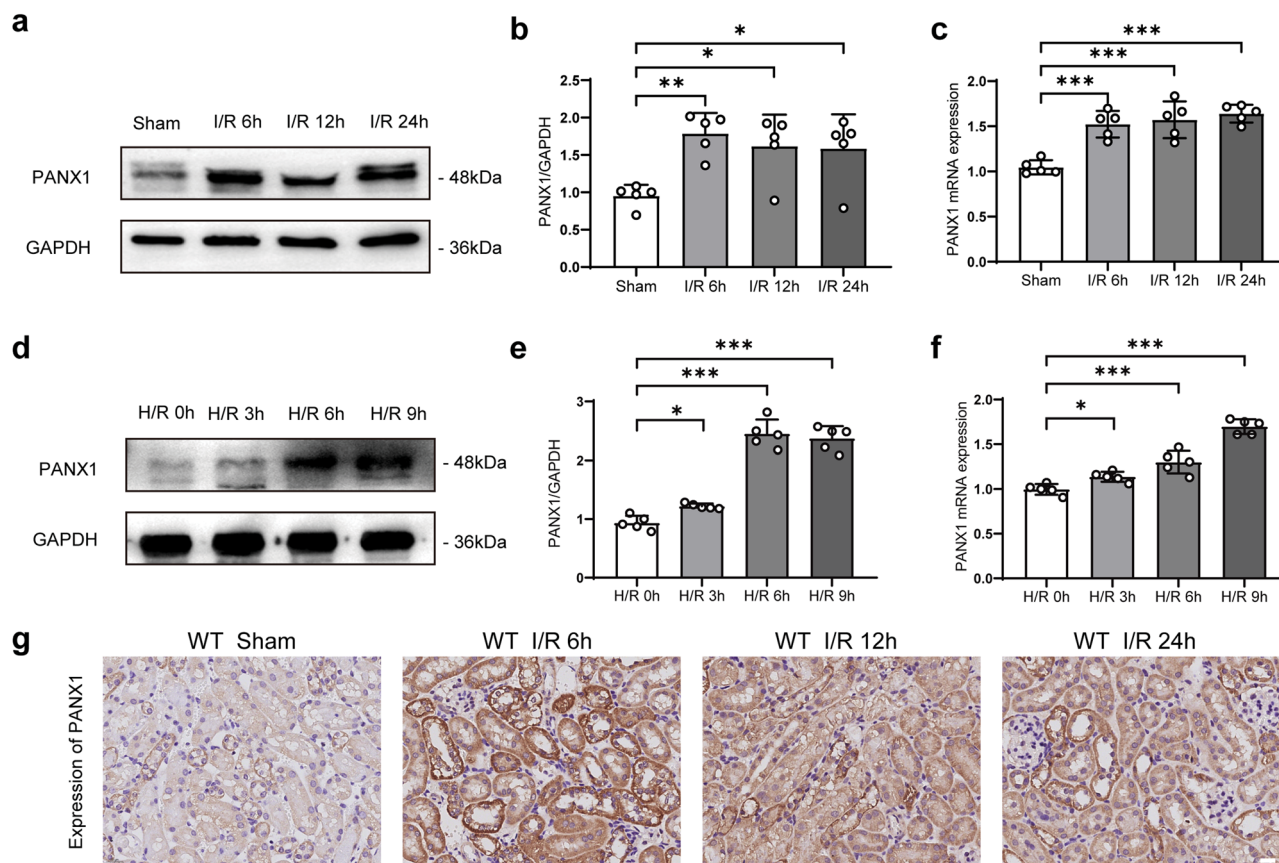 a
Sham I/R 6h I/R 12h I/R 24h
PANX1
- 48kDa
GAPDH
- 36kDa
b
*
*
**
PANX1/GAPDH
2.5
2.0
1.5
1.0
0.5
0.0
Sham I/R 6h I/R 12h I/R 24h
c
***
***
***
PANX1 mRNA expression
2.0
1.5
1.0
0.5
0.0
Sham I/R 6h I/R 12h I/R 24h
d
H/R 0h H/R 3h H/R 6h H/R 9h
PANX1
- 48kDa
GAPDH
- 36kDa
e
***
***
*
PANX1/GAPDH
3
2
1
0
H/R 0h H/R 3h H/R 6h H/R 9h
f
***
***
*
PANX1 mRNA expression
2.0
1.5
1.0
0.5
0.0
H/R 0h H/R 3h H/R 6h H/R 9h
g
WT Sham WT I/R 6h WT I/R 12h WT I/R 24h
Expression of PANX1